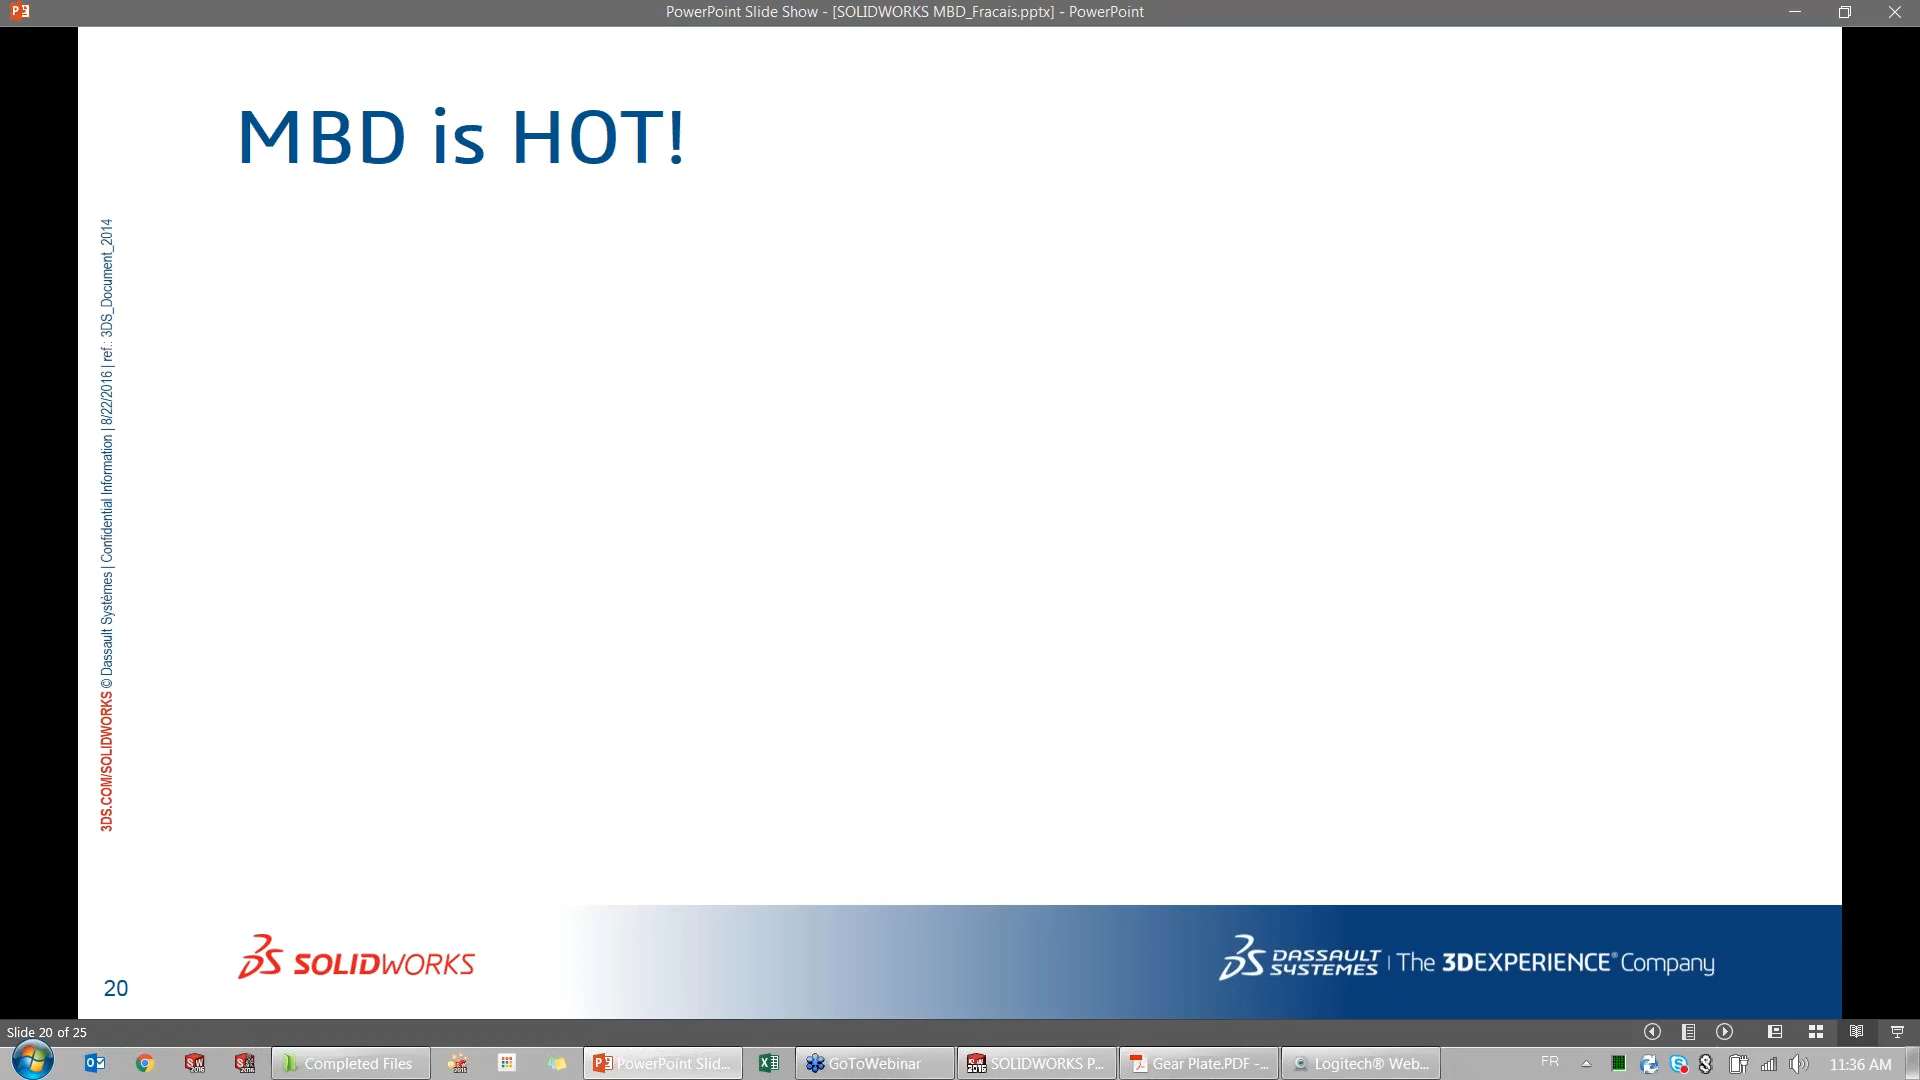 PowerPoint Slide Show - [SOLIDWORKS MBD_Fracais.pptx] - PowerPoint
MBD is HOT!
3DS.COM/SOLIDWORKS © Dassault Systèmes | Confidential Information | 8/22/2016 | ref.: 3DS_Document_2014
SOLIDWORKS
DASSAULT SYSTEMES | The 3DEXPERIENCE® Company
20
Slide 20 of 25
Completed Files
PowerPoint Slid...
GoToWebinar
SOLIDWORKS P...
Gear Plate.PDF -...
Logitech® Web...
FR
11:36 AM